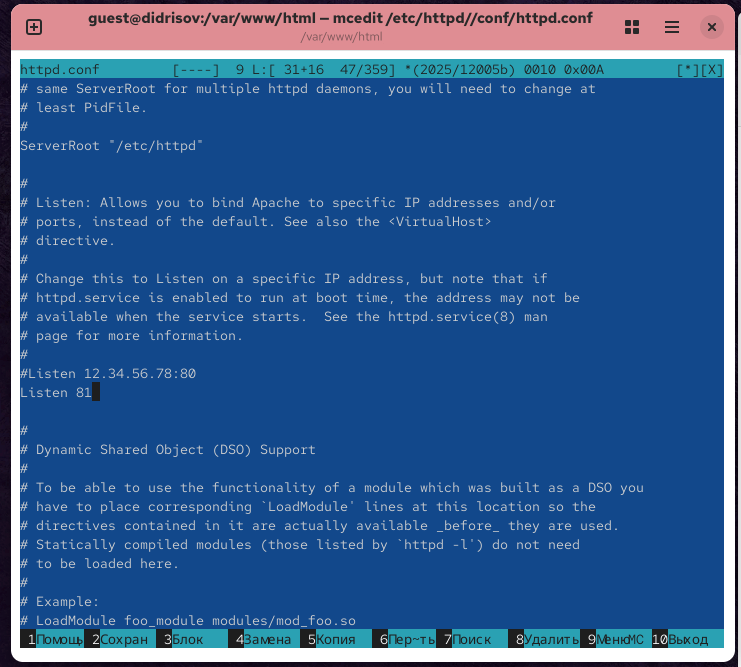 guest@didrisov:/var/www/html — mcedit /etc/httpd//conf/httpd.conf
/var/www/html
httpd.conf [----] 9 L:[ 31+16 47/359] *(2025/12005b) 0010 0x00A [*][X]
# same ServerRoot for multiple httpd daemons, you will need to change at
# least PidFile.
#
ServerRoot "/etc/httpd"
#
# Listen: Allows you to bind Apache to specific IP addresses and/or
# ports, instead of the default. See also the <VirtualHost>
# directive.
#
# Change this to Listen on a specific IP address, but note that if
# httpd.service is enabled to run at boot time, the address may not be
# available when the service starts.  See the httpd.service(8) man
# page for more information.
#
#Listen 12.34.56.78:80
Listen 81
#
# Dynamic Shared Object (DSO) Support
#
# To be able to use the functionality of a module which was built as a DSO you
# have to place corresponding `LoadModule' lines at this location so the
# directives contained in it are actually available _before_ they are used.
# Statically compiled modules (those listed by `httpd -l') do not need
# to be loaded here.
#
# Example:
# LoadModule foo_module modules/mod_foo.so
1Помощь 2Сохран 3Блок 4Замена 5Копия 6Пер~ть 7Поиск 8Удалить 9МенюMC 10Выход